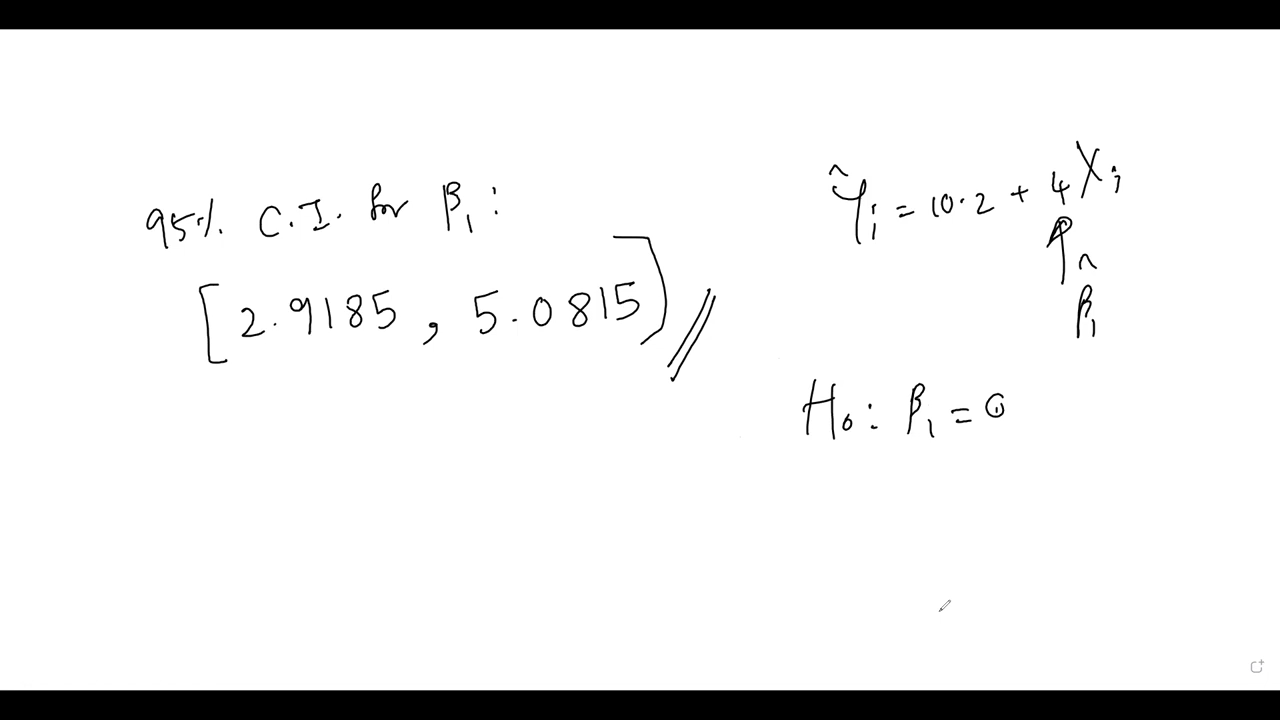 95% C.I. for β₁ :
[2.9185 , 5.0815]
Ŷᵢ = 10.2 + 4Xᵢ
β̂₁
H₀ : β₁ = 0